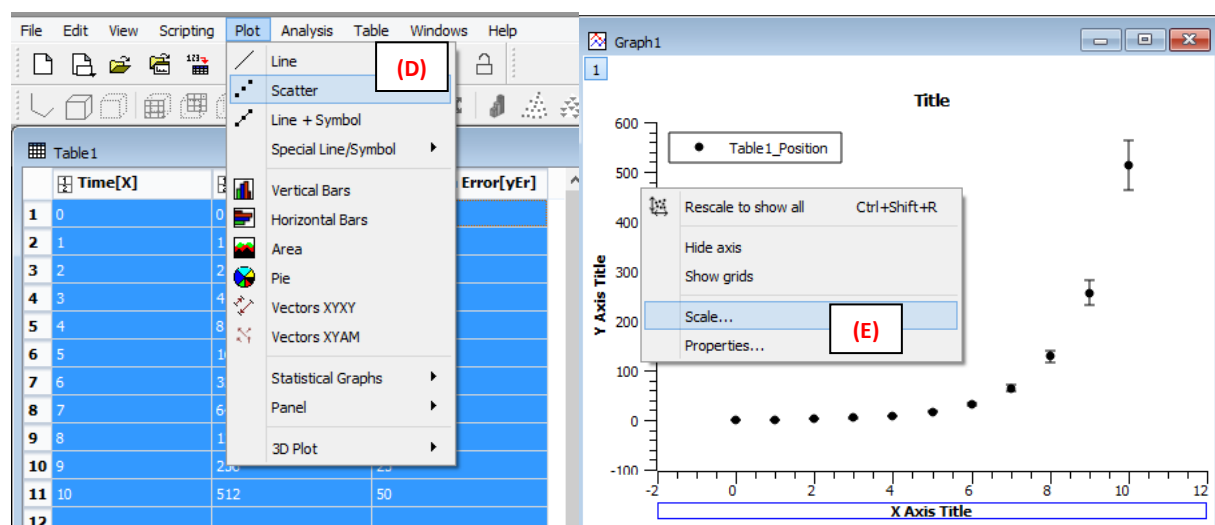 File Edit View Scripting Plot Analysis Table Windows Help
Line
(D)
Scatter
Line + Symbol
Special Line/Symbol
Vertical Bars
Horizontal Bars
Area
Pie
Vectors XYXY
Vectors XYAM
Statistical Graphs
Panel
3D Plot
Table1
Time[X] Error[yEr]
1 0 0
2 1 1
3 2 2
4 3 4
5 4 8
6 5
7 6 3
8 7 6
9 8 1
10 9
11 10 512 50
12
Graph1
1
Title
Table1_Position
Rescale to show all Ctrl+Shift+R
Hide axis
Show grids
Scale...
(E)
Properties...
Y Axis Title
600
500
400
300
200
100
0
-100
-2 0 2 4 6 8 10 12
X Axis Title